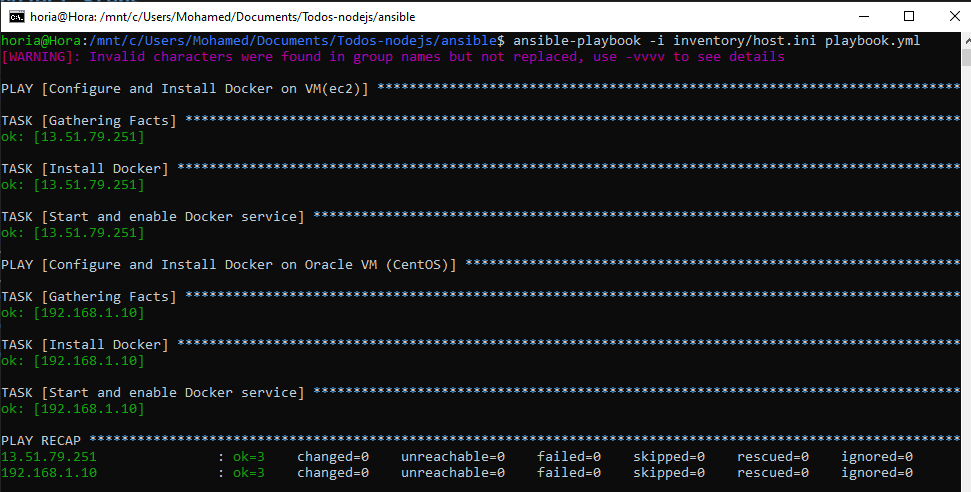 horia@Hora: /mnt/c/Users/Mohamed/Documents/Todos-nodejs/ansible
horia@Hora:/mnt/c/Users/Mohamed/Documents/Todos-nodejs/ansible$ ansible-playbook -i inventory/host.ini playbook.yml
[WARNING]: Invalid characters were found in group names but not replaced, use -vvvv to see details
PLAY [Configure and Install Docker on VM(ec2)] *************************************************************************
TASK [Gathering Facts] *************************************************************************************************
ok: [13.51.79.251]
TASK [Install Docker] **************************************************************************************************
ok: [13.51.79.251]
TASK [Start and enable Docker service] *********************************************************************************
ok: [13.51.79.251]
PLAY [Configure and Install Docker on Oracle VM (CentOS)] **************************************************************
TASK [Gathering Facts] *************************************************************************************************
ok: [192.168.1.10]
TASK [Install Docker] **************************************************************************************************
ok: [192.168.1.10]
TASK [Start and enable Docker service] *********************************************************************************
ok: [192.168.1.10]
PLAY RECAP *************************************************************************************************************
13.51.79.251 : ok=3 changed=0 unreachable=0 failed=0 skipped=0 rescued=0 ignored=0
192.168.1.10 : ok=3 changed=0 unreachable=0 failed=0 skipped=0 rescued=0 ignored=0